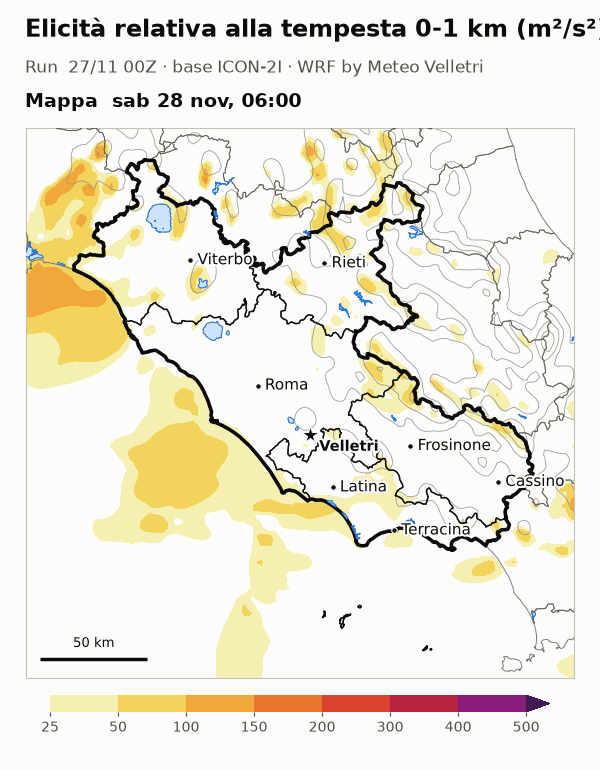 Elicità relativa alla tempesta 0-1 km (m²/s²)
Run  27/11 00Z · base ICON-2I · WRF by Meteo Velletri
Mappa  sab 28 nov, 06:00
Viterbo
Rieti
Roma
Velletri
Frosinone
Latina
Cassino
Terracina
50 km
25 50 100 150 200 300 400 500